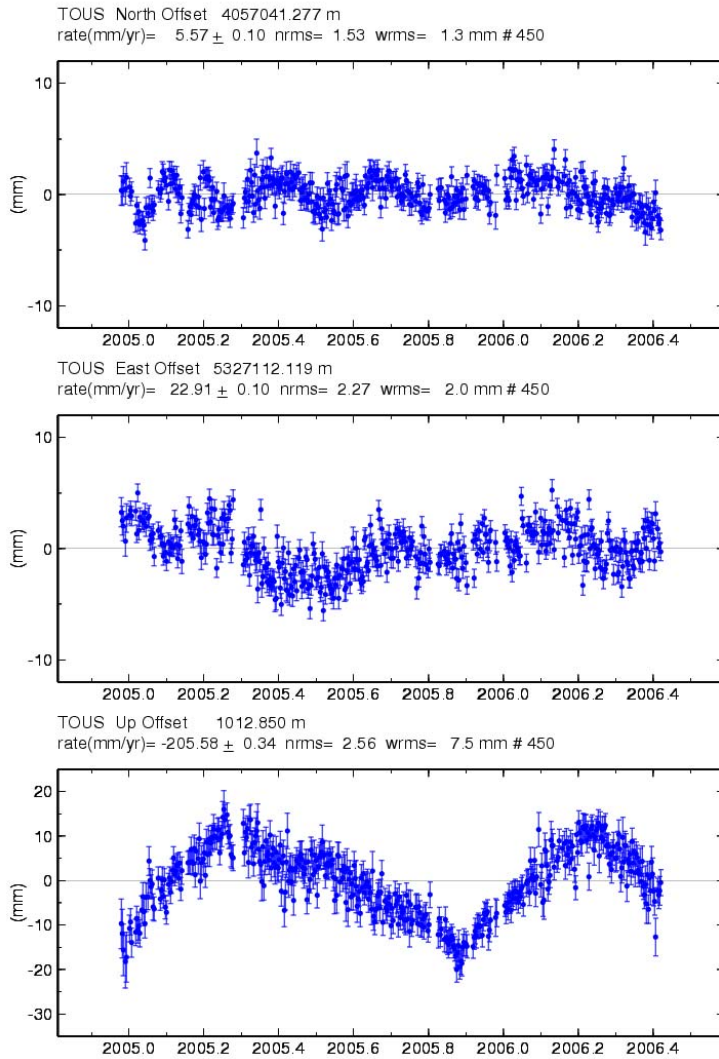 TOUS North Offset 4057041.277 m
rate(mm/yr)= 5.57 ± 0.10 nrms= 1.53 wrms= 1.3 mm # 450
10
0
-10
(mm)
2005.0 2005.2 2005.4 2005.6 2005.8 2006.0 2006.2 2006.4
TOUS East Offset 5327112.119 m
rate(mm/yr)= 22.91 ± 0.10 nrms= 2.27 wrms= 2.0 mm # 450
10
0
-10
(mm)
2005.0 2005.2 2005.4 2005.6 2005.8 2006.0 2006.2 2006.4
TOUS Up Offset 1012.850 m
rate(mm/yr)= -205.58 ± 0.34 nrms= 2.56 wrms= 7.5 mm # 450
20
10
0
-10
-20
-30
(mm)
2005.0 2005.2 2005.4 2005.6 2005.8 2006.0 2006.2 2006.4